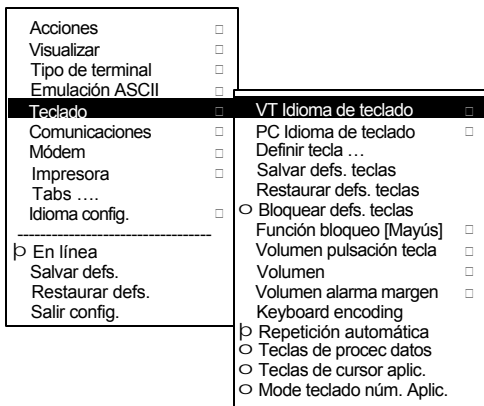 Acciones
Visualizar
Tipo de terminal
Emulación ASCII
Teclado
Comunicaciones
Módem
Impresora
Tabs ....
Idioma config.
----------------------------------
þ En línea
Salvar defs.
Restaurar defs.
Salir config.
VT Idioma de teclado
PC Idioma de teclado
Definir tecla ...
Salvar defs. teclas
Restaurar defs. teclas
O Bloquear defs. teclas
Función bloqueo [Mayús]
Volumen pulsación tecla
Volumen
Volumen alarma margen
Keyboard encoding
þ Repetición automática
O Teclas de procec datos
O Teclas de cursor aplic.
O Mode teclado núm. Aplic.